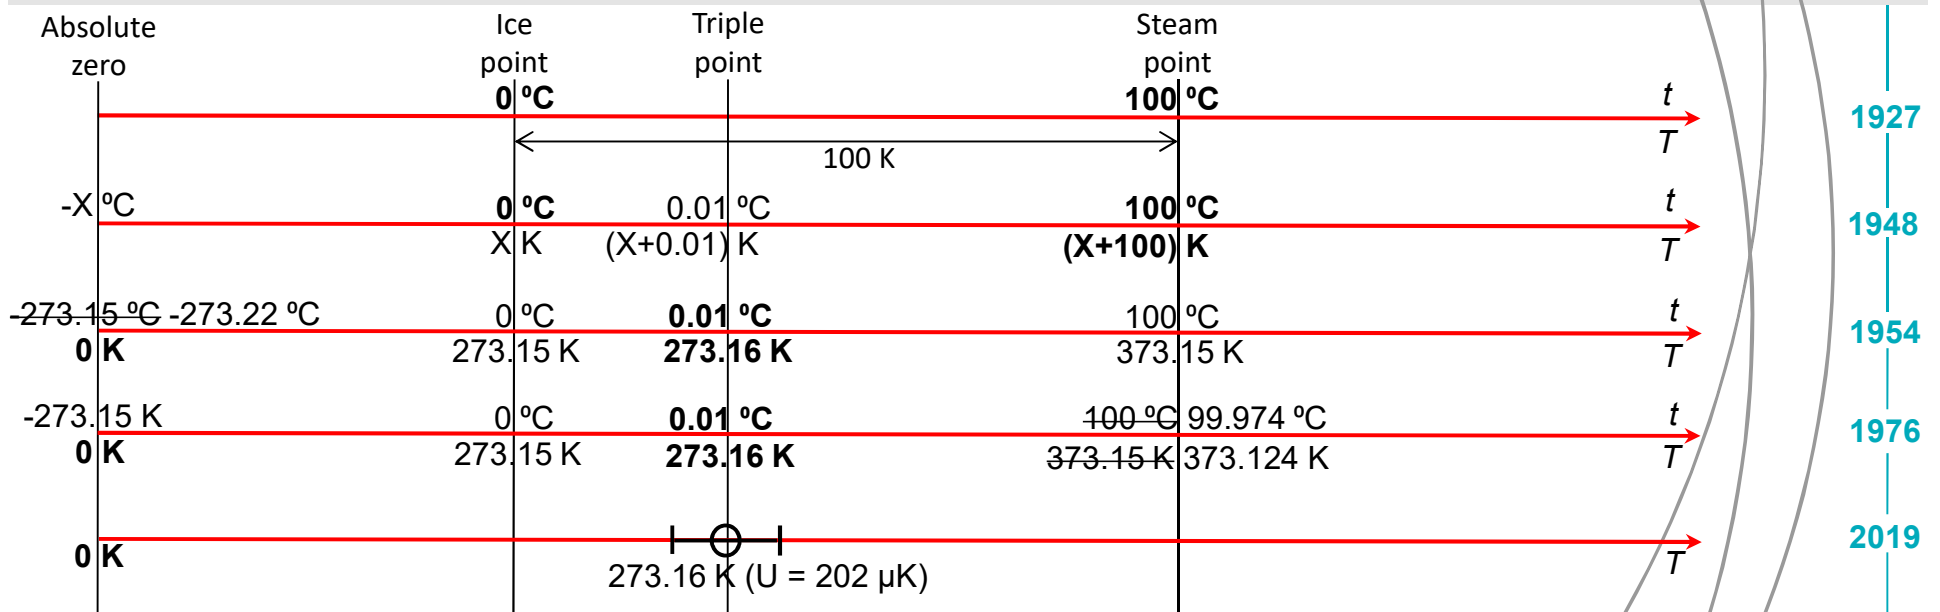 Absolute zero
Ice point
Triple point
Steam point
0 ºC 100 ºC t 1927
100 K T
-X ºC 0 ºC 0.01 ºC 100 ºC t 1948
X K (X+0.01) K (X+100) K T
-273.15 ºC -273.22 ºC 0 ºC 0.01 ºC 100 ºC t 1954
0 K 273.15 K 273.16 K 373.15 K T
-273.15 K 0 ºC 0.01 ºC 100 ºC 99.974 ºC t 1976
0 K 273.15 K 273.16 K 373.15 K 373.124 K T
2019
0 K T
273.16 K (U = 202 µK)